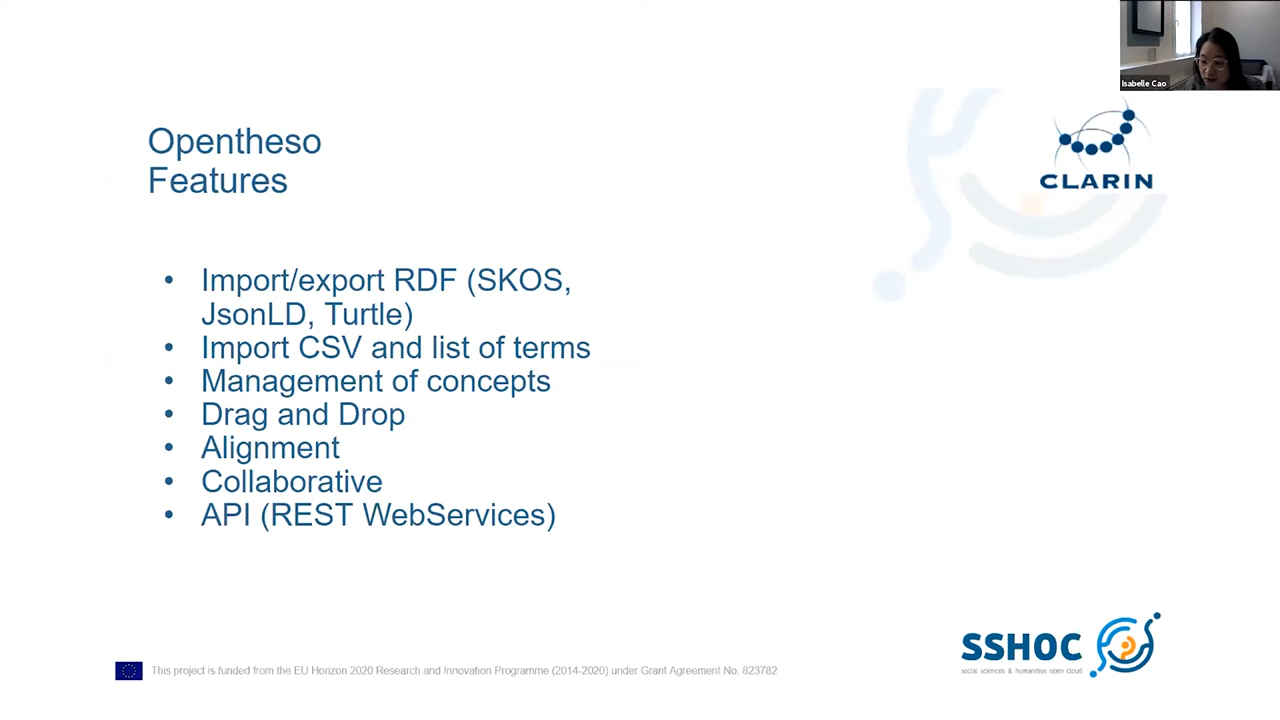 Isabelle Cao
Opentheso
Features
CLARIN
• Import/export RDF (SKOS,
JsonLD, Turtle)
• Import CSV and list of terms
• Management of concepts
• Drag and Drop
• Alignment
• Collaborative
• API (REST WebServices)
SSHOC
social sciences & humanities open cloud
This project is funded from the EU Horizon 2020 Research and Innovation Programme (2014-2020) under Grant Agreement No. 823782